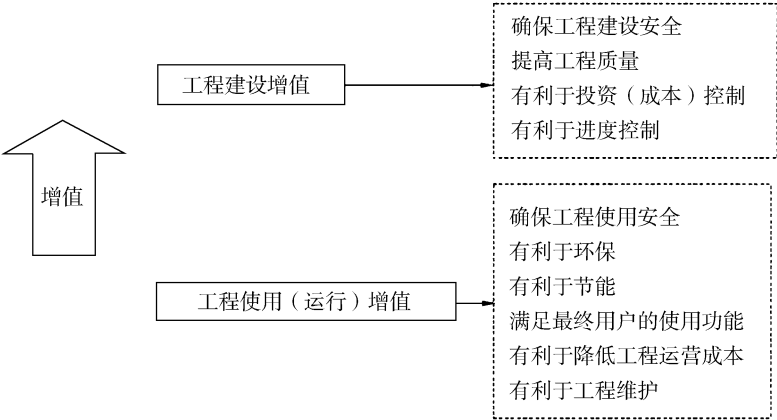 增值
工程建设增值
确保工程建设安全
提高工程质量
有利于投资（成本）控制
有利于进度控制
工程使用（运行）增值
确保工程使用安全
有利于环保
有利于节能
满足最终用户的使用功能
有利于降低工程运营成本
有利于工程维护